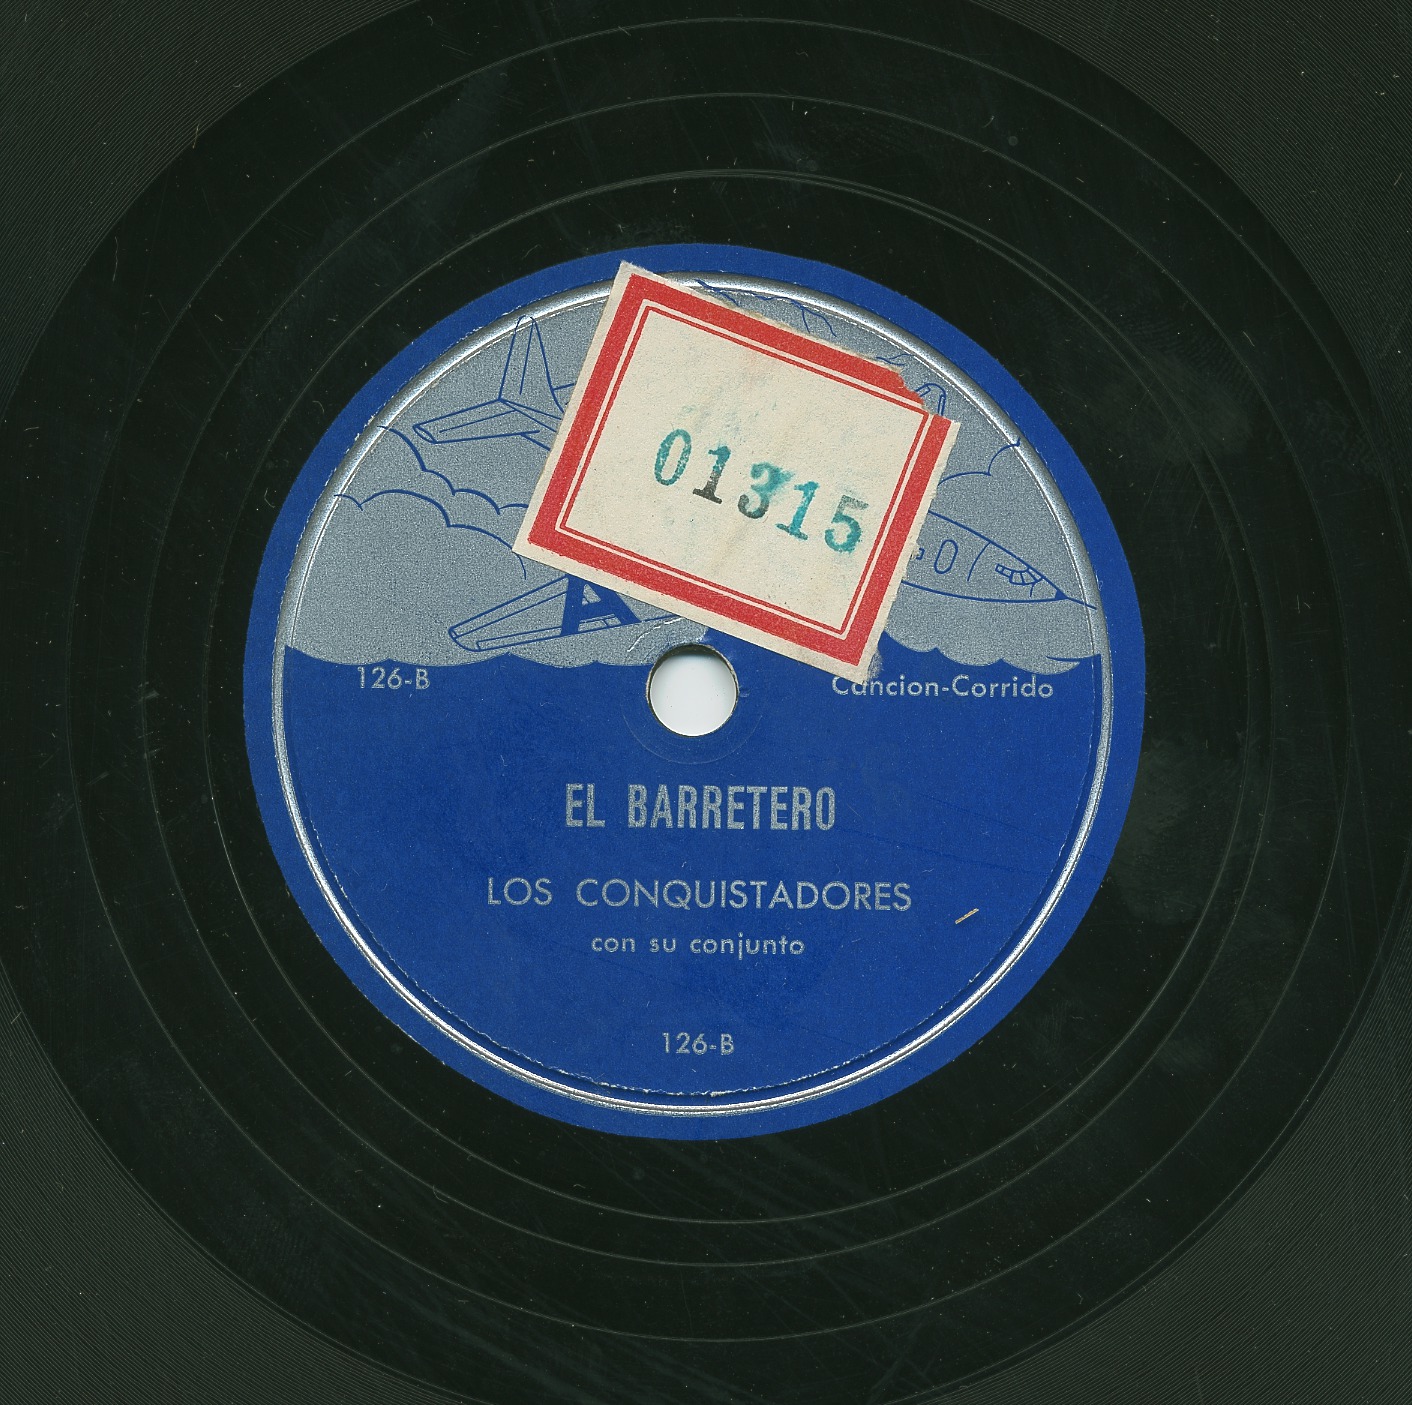 01315
126-B
Cancion-Corrido
EL BARRETERO
LOS CONQUISTADORES
con su conjunto
126-B